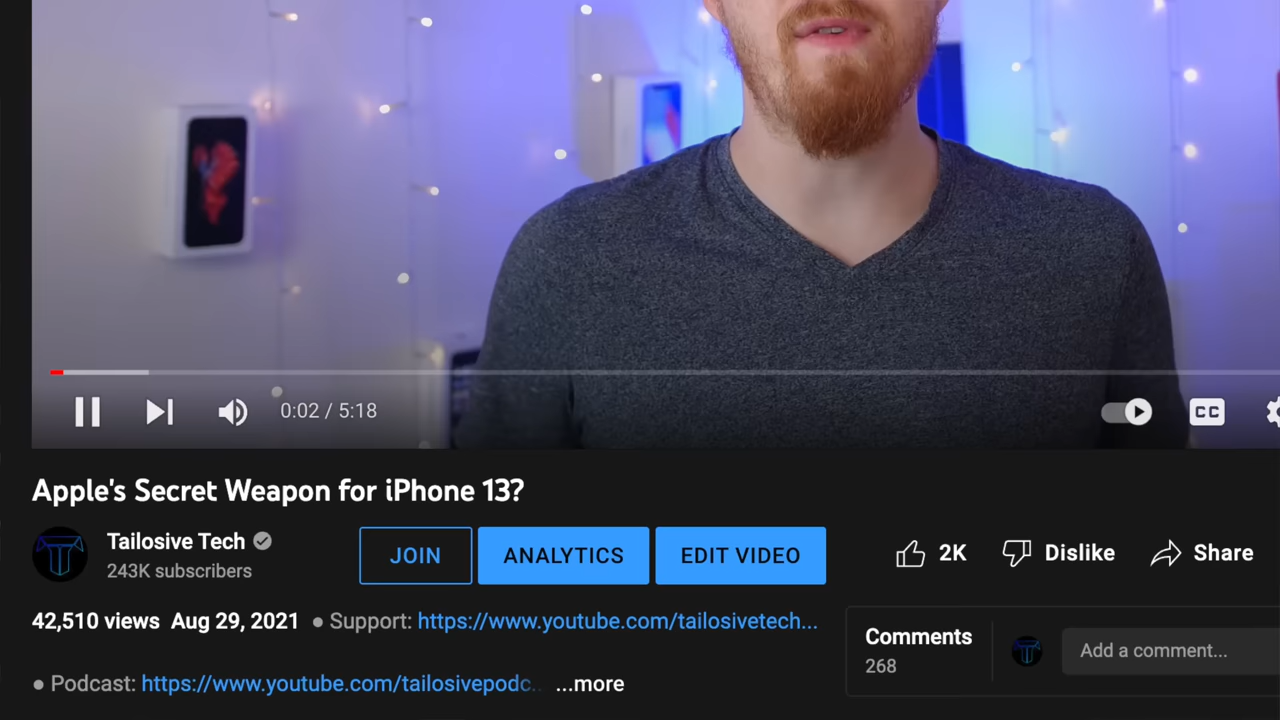 0:02 / 5:18
CC
Apple's Secret Weapon for iPhone 13?
Tailosive Tech
243K subscribers
JOIN
ANALYTICS
EDIT VIDEO
2K
Dislike
Share
42,510 views Aug 29, 2021 ● Support: https://www.youtube.com/tailosivetech...
● Podcast: https://www.youtube.com/tailosivepodc.. ...more
Comments
268
Add a comment...